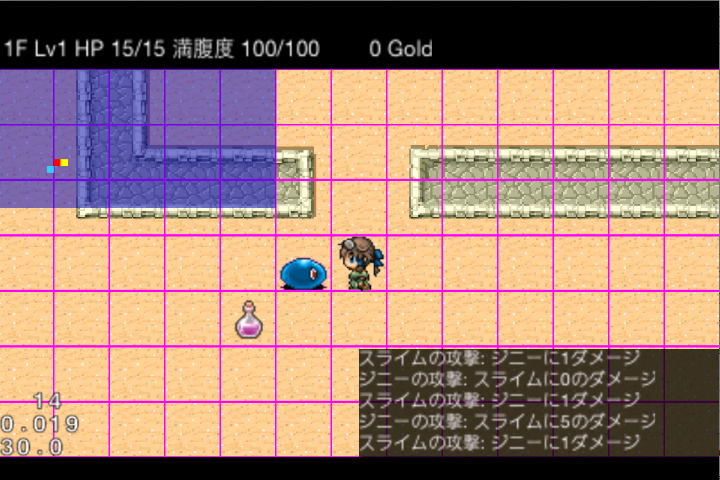 1F Lv1 HP 15/15 満腹度 100/100 0 Gold
スライムの攻撃: ジニーに1ダメージ
ジニーの攻撃: スライムに0のダメージ
スライムの攻撃: ジニーに1ダメージ
ジニーの攻撃: スライムに5のダメージ
スライムの攻撃: ジニーに1ダメージ
14
0.019
30.0